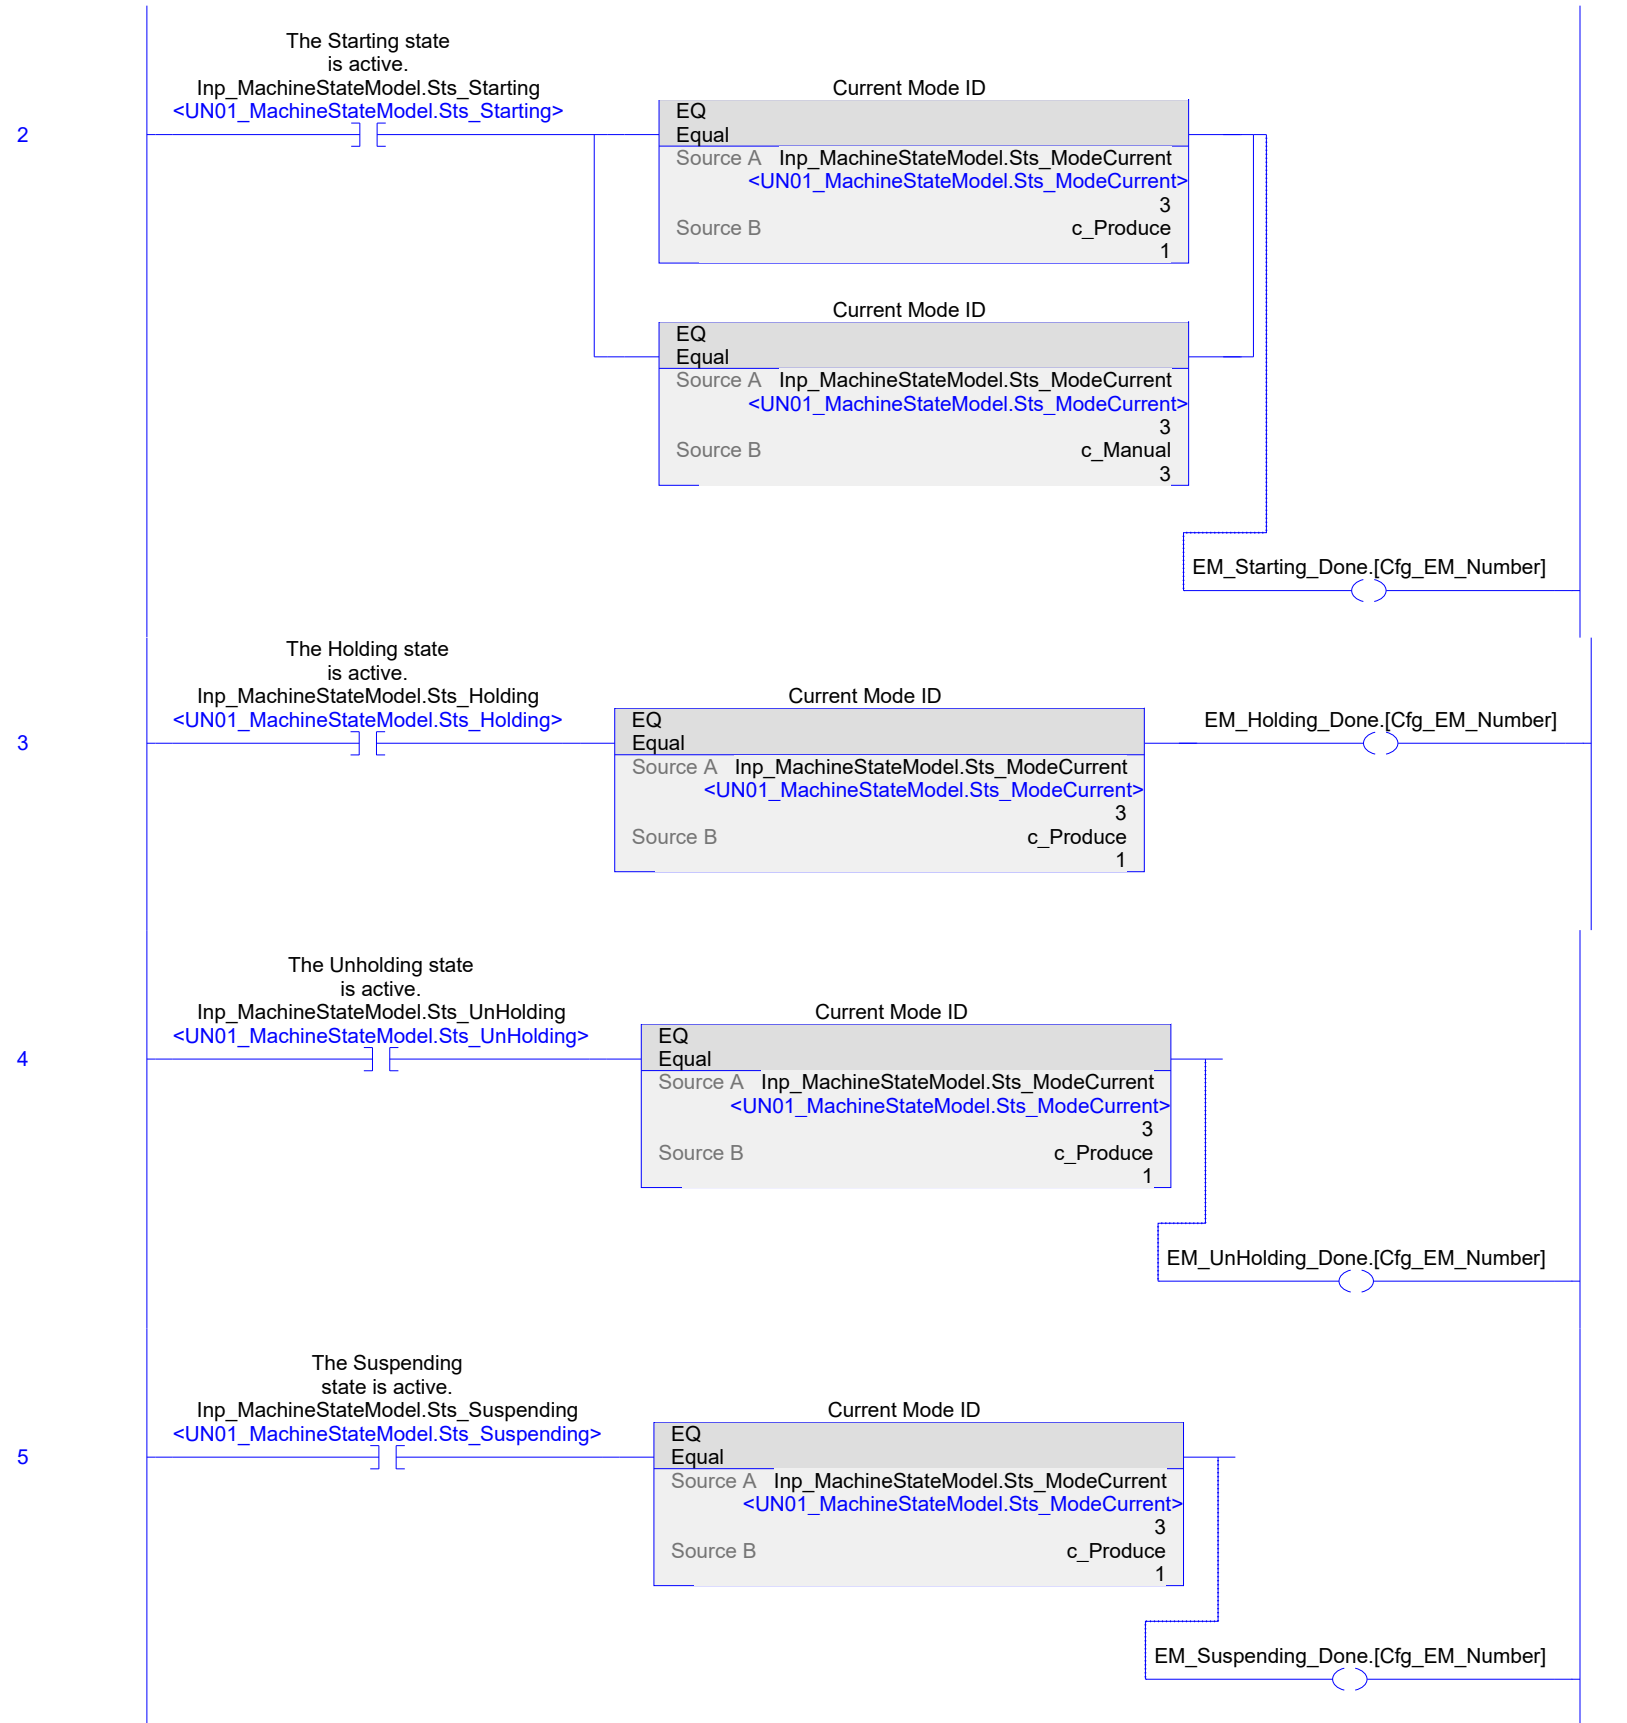 The Starting state
is active.
Inp_MachineStateModel.Sts_Starting
<UN01_MachineStateModel.Sts_Starting>
2
Current Mode ID
EQ
Equal
Source A Inp_MachineStateModel.Sts_ModeCurrent
<UN01_MachineStateModel.Sts_ModeCurrent>
3
Source B c_Produce
1
Current Mode ID
EQ
Equal
Source A Inp_MachineStateModel.Sts_ModeCurrent
<UN01_MachineStateModel.Sts_ModeCurrent>
3
Source B c_Manual
3
EM_Starting_Done.[Cfg_EM_Number]
The Holding state
is active.
Inp_MachineStateModel.Sts_Holding
<UN01_MachineStateModel.Sts_Holding>
3
Current Mode ID
EQ
Equal
Source A Inp_MachineStateModel.Sts_ModeCurrent
<UN01_MachineStateModel.Sts_ModeCurrent>
3
Source B c_Produce
1
EM_Holding_Done.[Cfg_EM_Number]
The Unholding state
is active.
Inp_MachineStateModel.Sts_UnHolding
<UN01_MachineStateModel.Sts_UnHolding>
4
Current Mode ID
EQ
Equal
Source A Inp_MachineStateModel.Sts_ModeCurrent
<UN01_MachineStateModel.Sts_ModeCurrent>
3
Source B c_Produce
1
EM_UnHolding_Done.[Cfg_EM_Number]
The Suspending
state is active.
Inp_MachineStateModel.Sts_Suspending
<UN01_MachineStateModel.Sts_Suspending>
5
Current Mode ID
EQ
Equal
Source A Inp_MachineStateModel.Sts_ModeCurrent
<UN01_MachineStateModel.Sts_ModeCurrent>
3
Source B c_Produce
1
EM_Suspending_Done.[Cfg_EM_Number]